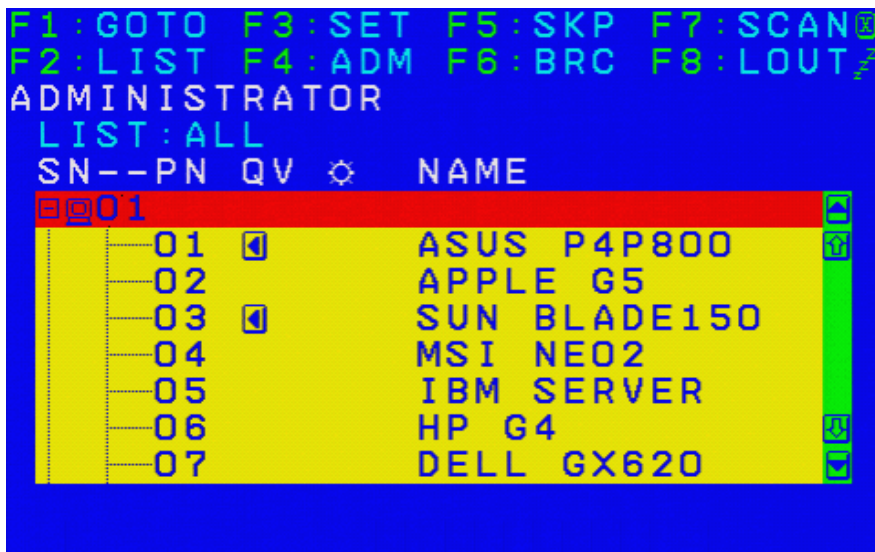 F1:GOTO F3:SET F5:SKP F7:SCAN
F2:LIST F4:ADM F6:BRC F8:LOUT zzz
ADMINISTRATOR
LIST:ALL
SN--PN QV ☼ NAME
01
01 ASUS P4P800
02 APPLE G5
03 SUN BLADE150
04 MSI NEO2
05 IBM SERVER
06 HP G4
07 DELL GX620